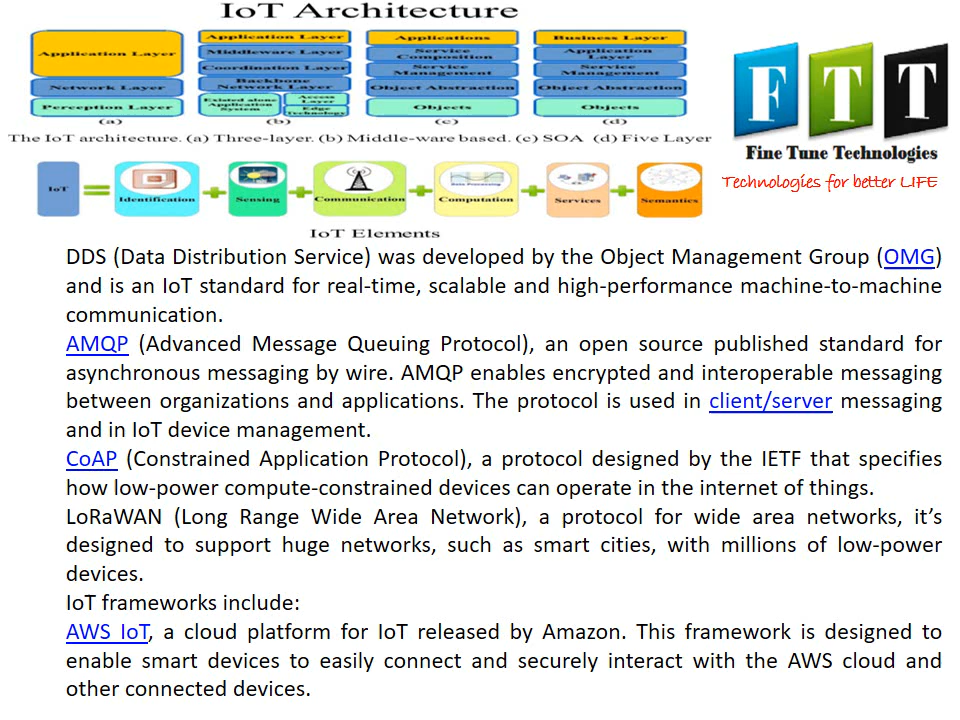 IoT Architecture
Application Layer
Network Layer
Perception Layer
(a)
Application Layer
Middleware Layer
Coordination Layer
Backbone
Network Layer
Existed alone
Application
System
Access
Layer
Edge
Technology
(b)
Applications
Service
Composition
Service
Management
Object Abstraction
Objects
(c)
Business Layer
Application
Layer
Service Management
Object Abstraction
Objects
(d)
The IoT architecture. (a) Three-layer. (b) Middle-ware based. (c) SOA (d) Five Layer
FTT
Fine Tune Technologies
Technologies for better LIFE
IoT = Identification + Sensing + Communication + Computation + Services + Semantics
Data Processing
IoT Elements
DDS (Data Distribution Service) was developed by the Object Management Group (OMG)
and is an IoT standard for real-time, scalable and high-performance machine-to-machine
communication.
AMQP (Advanced Message Queuing Protocol), an open source published standard for
asynchronous messaging by wire. AMQP enables encrypted and interoperable messaging
between organizations and applications. The protocol is used in client/server messaging
and in IoT device management.
CoAP (Constrained Application Protocol), a protocol designed by the IETF that specifies
how low-power compute-constrained devices can operate in the internet of things.
LoRaWAN (Long Range Wide Area Network), a protocol for wide area networks, it's
designed to support huge networks, such as smart cities, with millions of low-power
devices.
IoT frameworks include:
AWS IoT, a cloud platform for IoT released by Amazon. This framework is designed to
enable smart devices to easily connect and securely interact with the AWS cloud and
other connected devices.